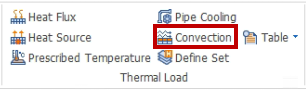 Heat Flux Pipe Cooling
Heat Source Convection Table
Prescribed Temperature Define Set
Thermal Load